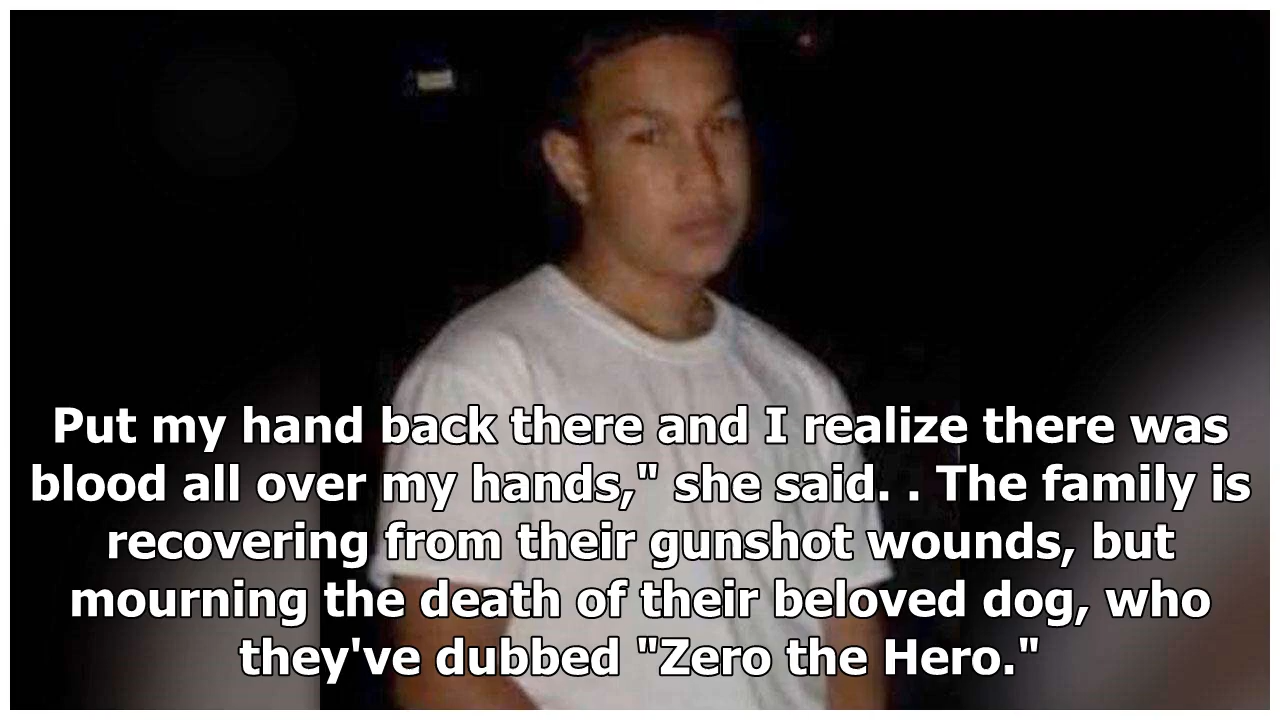 Put my hand back there and I realize there was
blood all over my hands," she said. . The family is
recovering from their gunshot wounds, but
mourning the death of their beloved dog, who
they've dubbed "Zero the Hero."